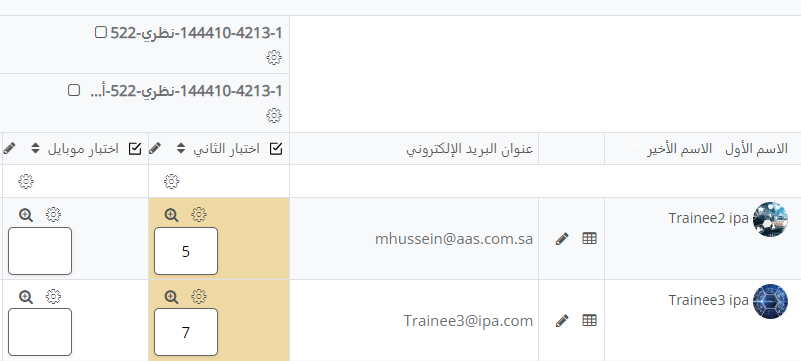 1-4213-144410-نظري-522
1-4213-144410-نظري-522-أ...
الاسم الأول الاسم الأخير عنوان البريد الإلكتروني اختبار الثاني اختبار موبايل
Trainee2 ipa mhussein@aas.com.sa 5
Trainee3 ipa Trainee3@ipa.com 7